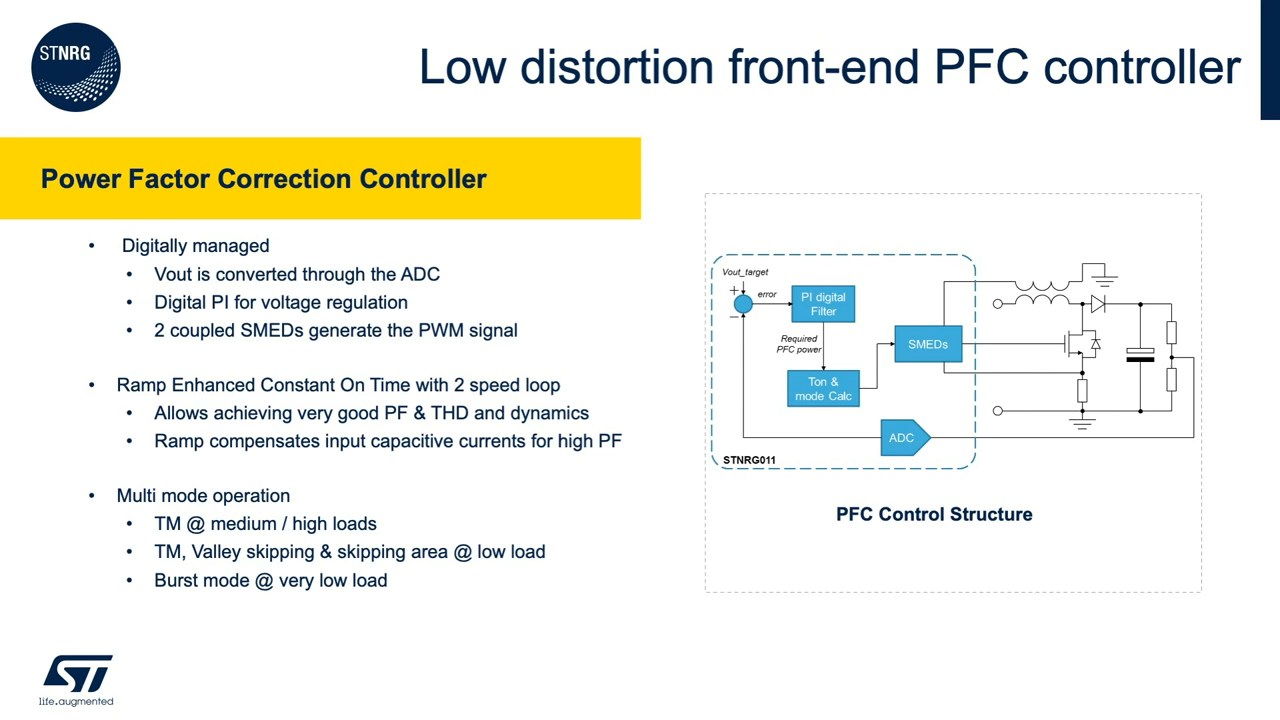 STNRG
Low distortion front-end PFC controller
Power Factor Correction Controller
• Digitally managed
• Vout is converted through the ADC
• Digital PI for voltage regulation
• 2 coupled SMEDs generate the PWM signal
• Ramp Enhanced Constant On Time with 2 speed loop
• Allows achieving very good PF & THD and dynamics
• Ramp compensates input capacitive currents for high PF
• Multi mode operation
• TM @ medium / high loads
• TM, Valley skipping & skipping area @ low load
• Burst mode @ very low load
Vout_target
+
error
−
PI digital
Filter
Required
PFC power
SMEDs
Ton &
mode Calc
ADC
STNRG011
PFC Control Structure
ST
life.augmented